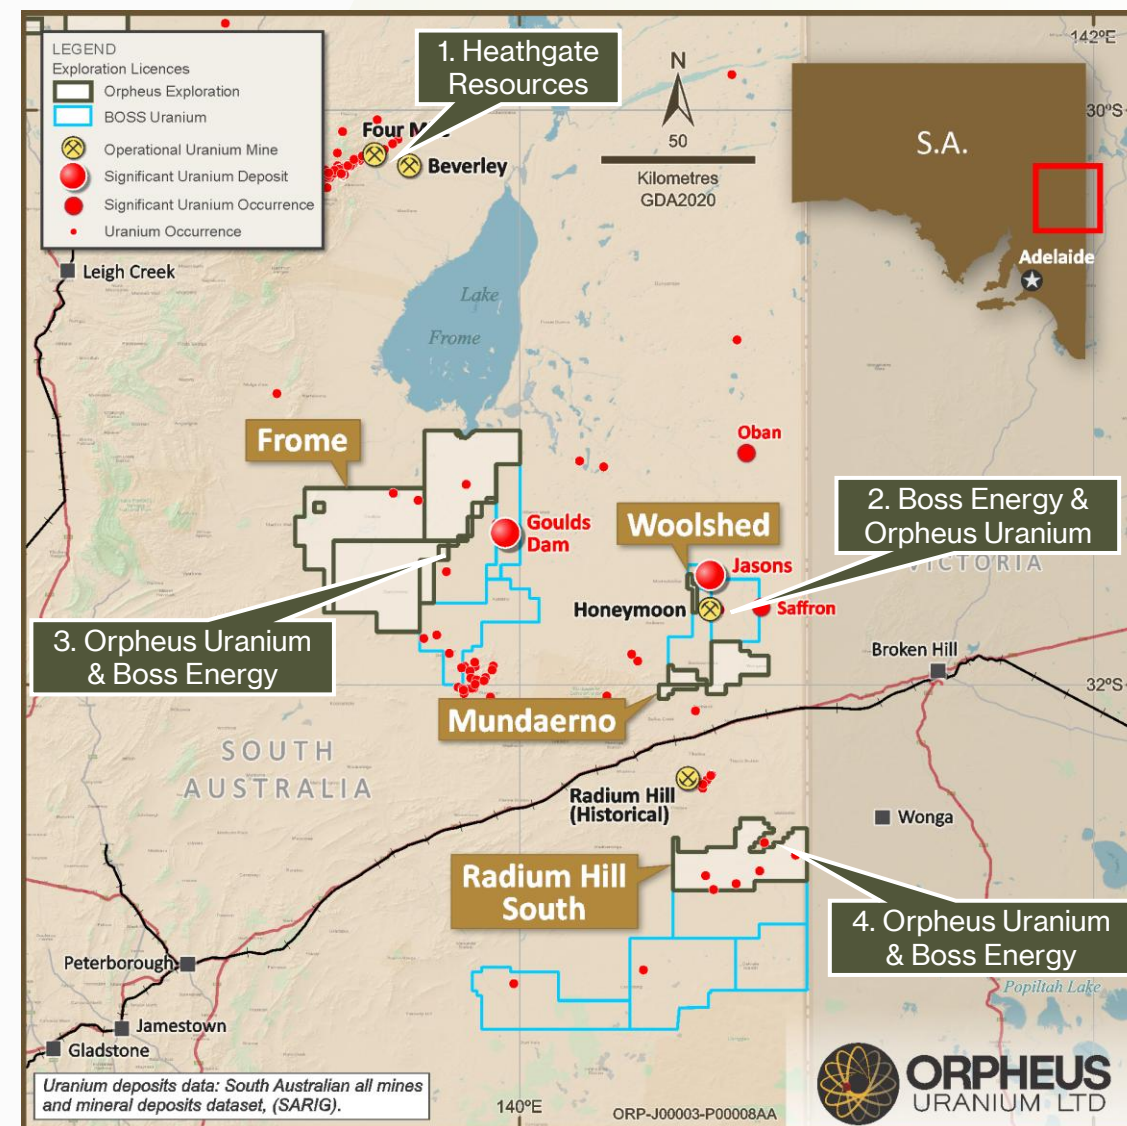 LEGEND
Exploration Licences
Orpheus Exploration
BOSS Uranium
Operational Uranium Mine
Significant Uranium Deposit
Significant Uranium Occurrence
Uranium Occurrence
1. Heathgate
Resources
N
50
Kilometres
GDA2020
142°E
30°S
S.A.
Adelaide
Four
Beverley
Leigh Creek
Lake
Frome
Frome
Oban
2. Boss Energy &
Orpheus Uranium
Goulds
Dam
Woolshed
Jasons
VICTORIA
Honeymoon
Saffron
3. Orpheus Uranium
& Boss Energy
Broken Hill
32°S
Mundaerno
SOUTH
AUSTRALIA
Radium Hill
(Historical)
Wonga
Radium Hill
South
4. Orpheus Uranium
& Boss Energy
Peterborough
Popiltah Lake
Jamestown
Gladstone
Uranium deposits data: South Australian all mines
and mineral deposits dataset, (SARIG).
140°E
ORP-J00003-P00008AA
ORPHEUS
URANIUM LTD